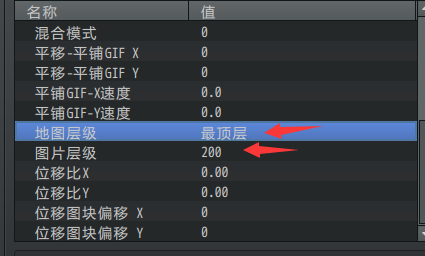 名称 值
混合模式 0
平移-平铺GIF X 0
平移-平铺GIF Y 0
平铺GIF-X速度 0.0
平铺GIF-Y速度 0.0
地图层级 最顶层
图片层级 200
位移比X 0.00
位移比Y 0.00
位移图块偏移 X 0
位移图块偏移 Y 0